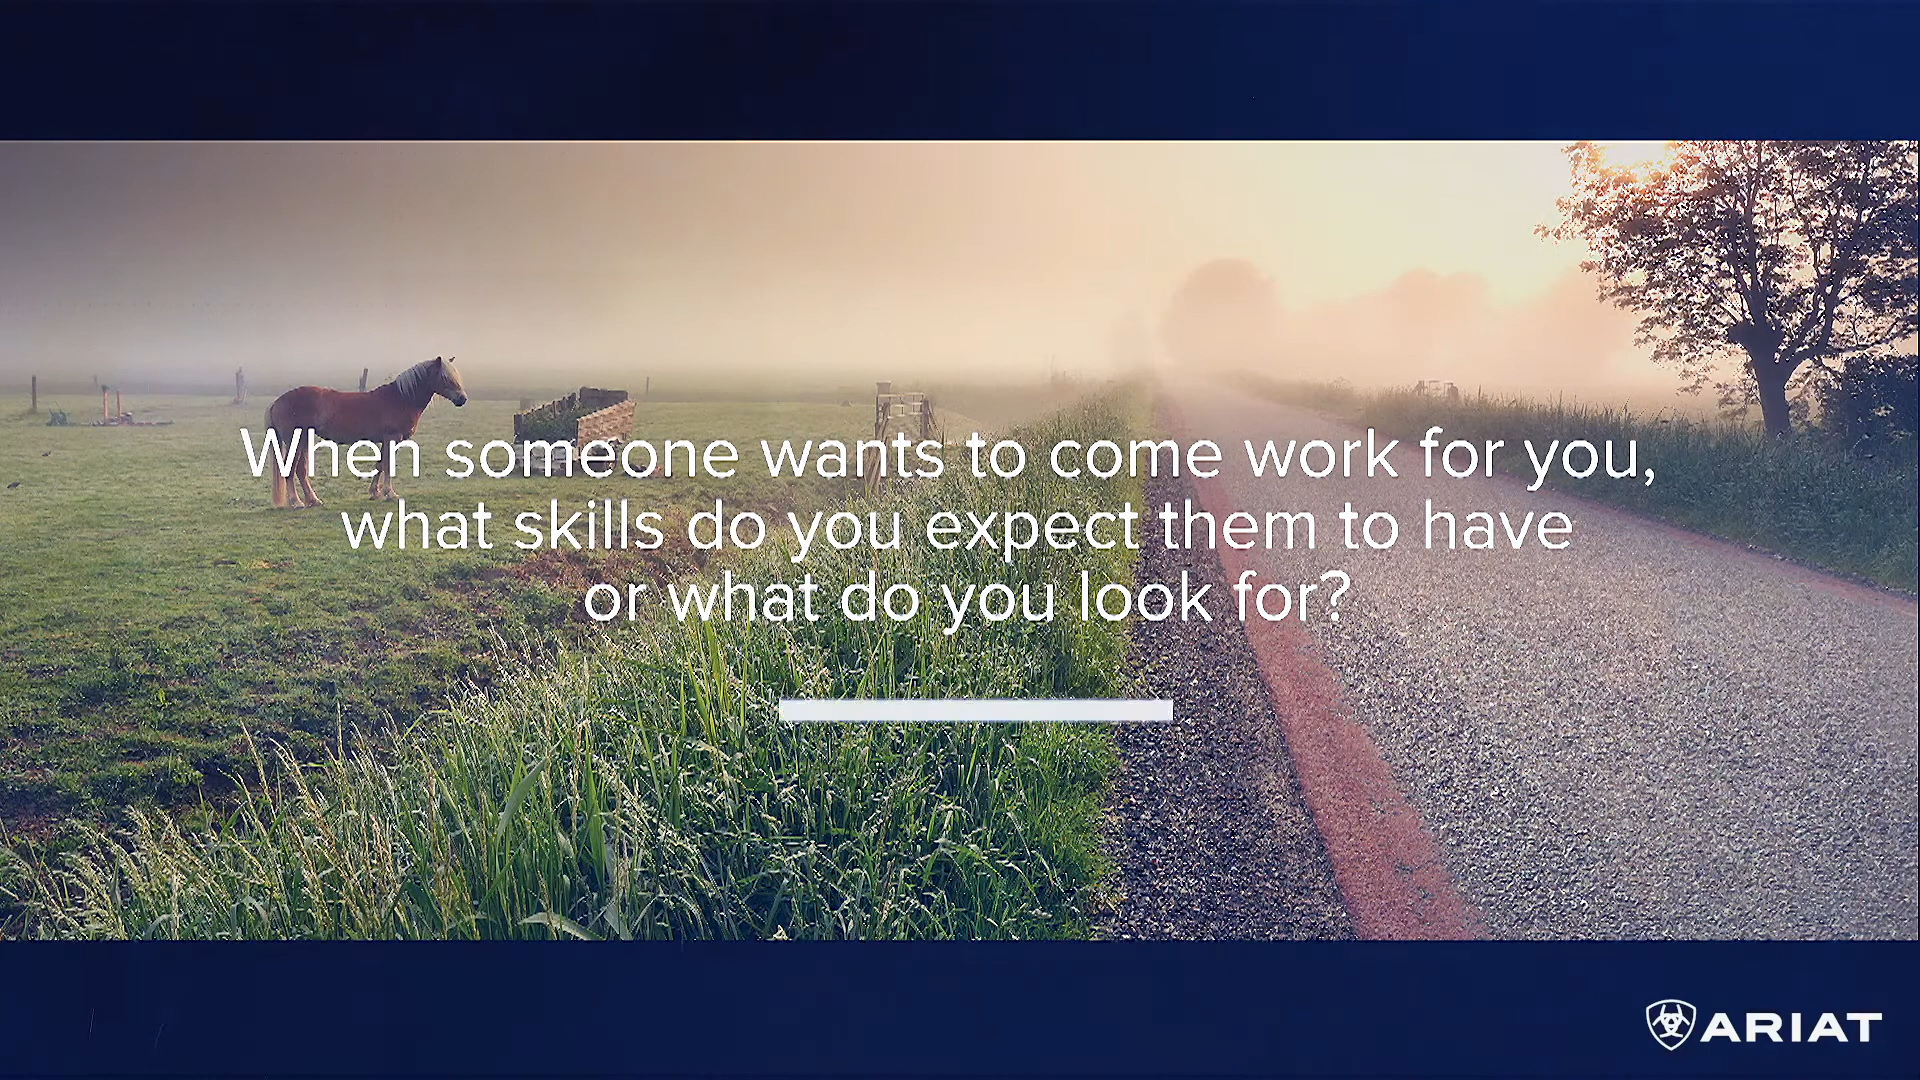 When someone wants to come work for you,
what skills do you expect them to have
or what do you look for?
ARIAT